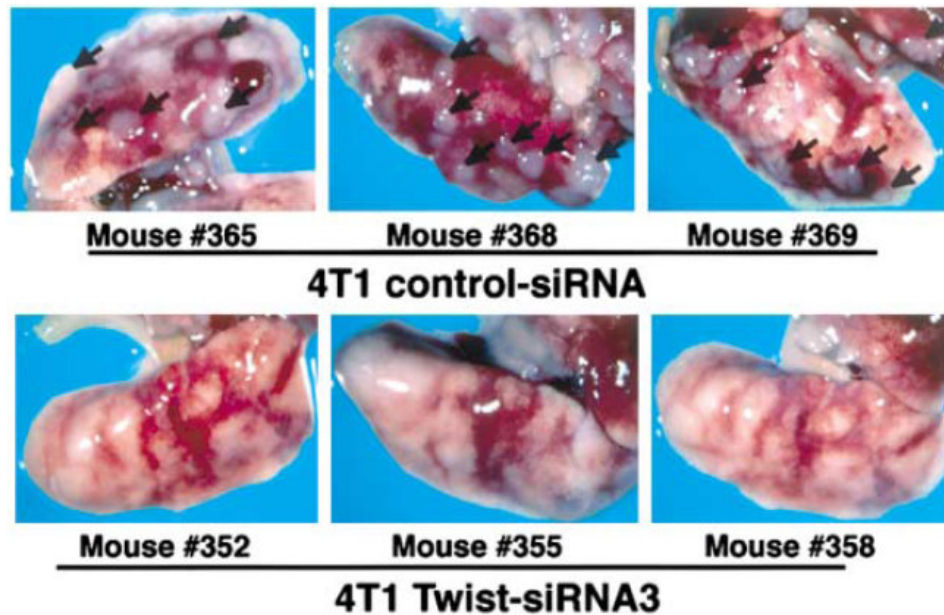 Mouse #365 Mouse #368 Mouse #369
4T1 control-siRNA
Mouse #352 Mouse #355 Mouse #358
4T1 Twist-siRNA3